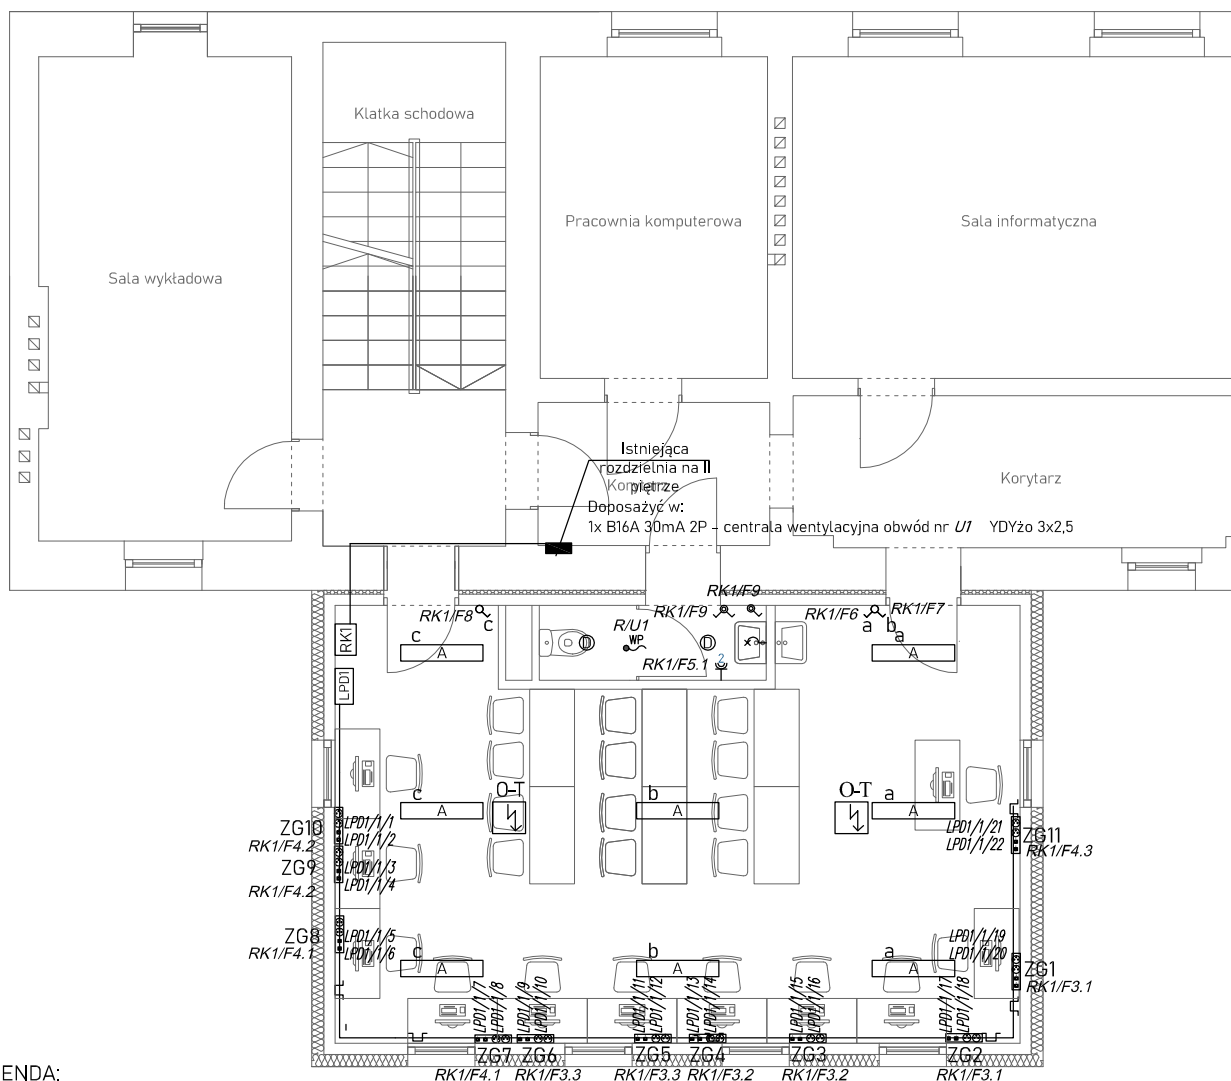 Klatka schodowa
Pracownia komputerowa
Sala informatyczna
Sala wykładowa
Istniejąca
rozdzielnia na II
piętrze
Korytarz
Korytarz
Doposażyć w:
1x B16A 30mA 2P - centrala wentylacyjna obwód nr U1 YDYżo 3x2,5
RK1/F9
RK1/F8
c
RK1/F9
RK1/F6
RK1/F7
a
b
R/U1
WP
RK1/F5.1
2
D
D
RK1
LPD1
c
A
a
A
c
A
O-T
b
A
O-T
a
A
ZG10
RK1/F4.2
LPD1/1/1
LPD1/1/2
ZG9
RK1/F4.2
LPD1/1/3
LPD1/1/4
LPD1/1/21
LPD1/1/22
ZG11
RK1/F4.3
ZG8
RK1/F4.1
LPD1/1/5
LPD1/1/6
c
A
b
A
a
A
LPD1/1/19
LPD1/1/20
ZG1
RK1/F3.1
LPD1/1/7
LPD1/1/8
LPD1/1/9
LPD1/1/10
LPD1/1/11
LPD1/1/12
LPD1/1/13
LPD1/1/14
LPD1/1/15
LPD1/1/16
LPD1/1/17
LPD1/1/18
ZG7
ZG6
ZG5
ZG4
ZG3
ZG2
RK1/F4.1
RK1/F3.3
RK1/F3.3
RK1/F3.2
RK1/F3.2
RK1/F3.1
ENDA: